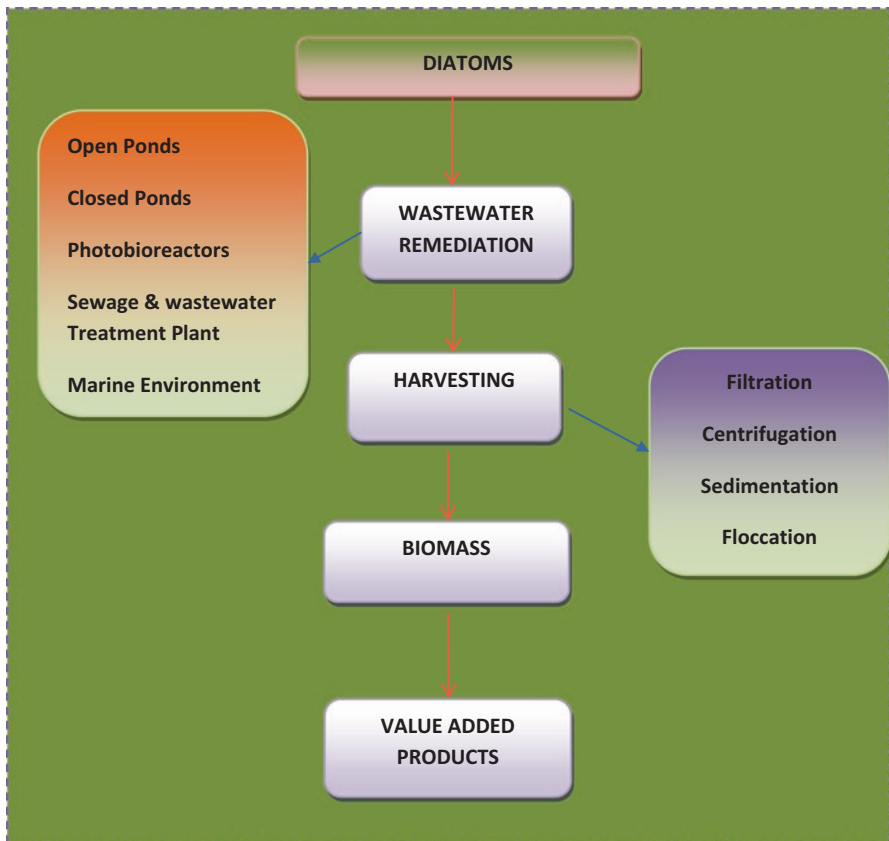 DIATOMS
Open Ponds
Closed Ponds
Photobioreactors
Sewage & wastewater
Treatment Plant
Marine Environment
WASTEWATER
REMEDIATION
HARVESTING
Filtration
Centrifugation
Sedimentation
Floccation
BIOMASS
VALUE ADDED
PRODUCTS